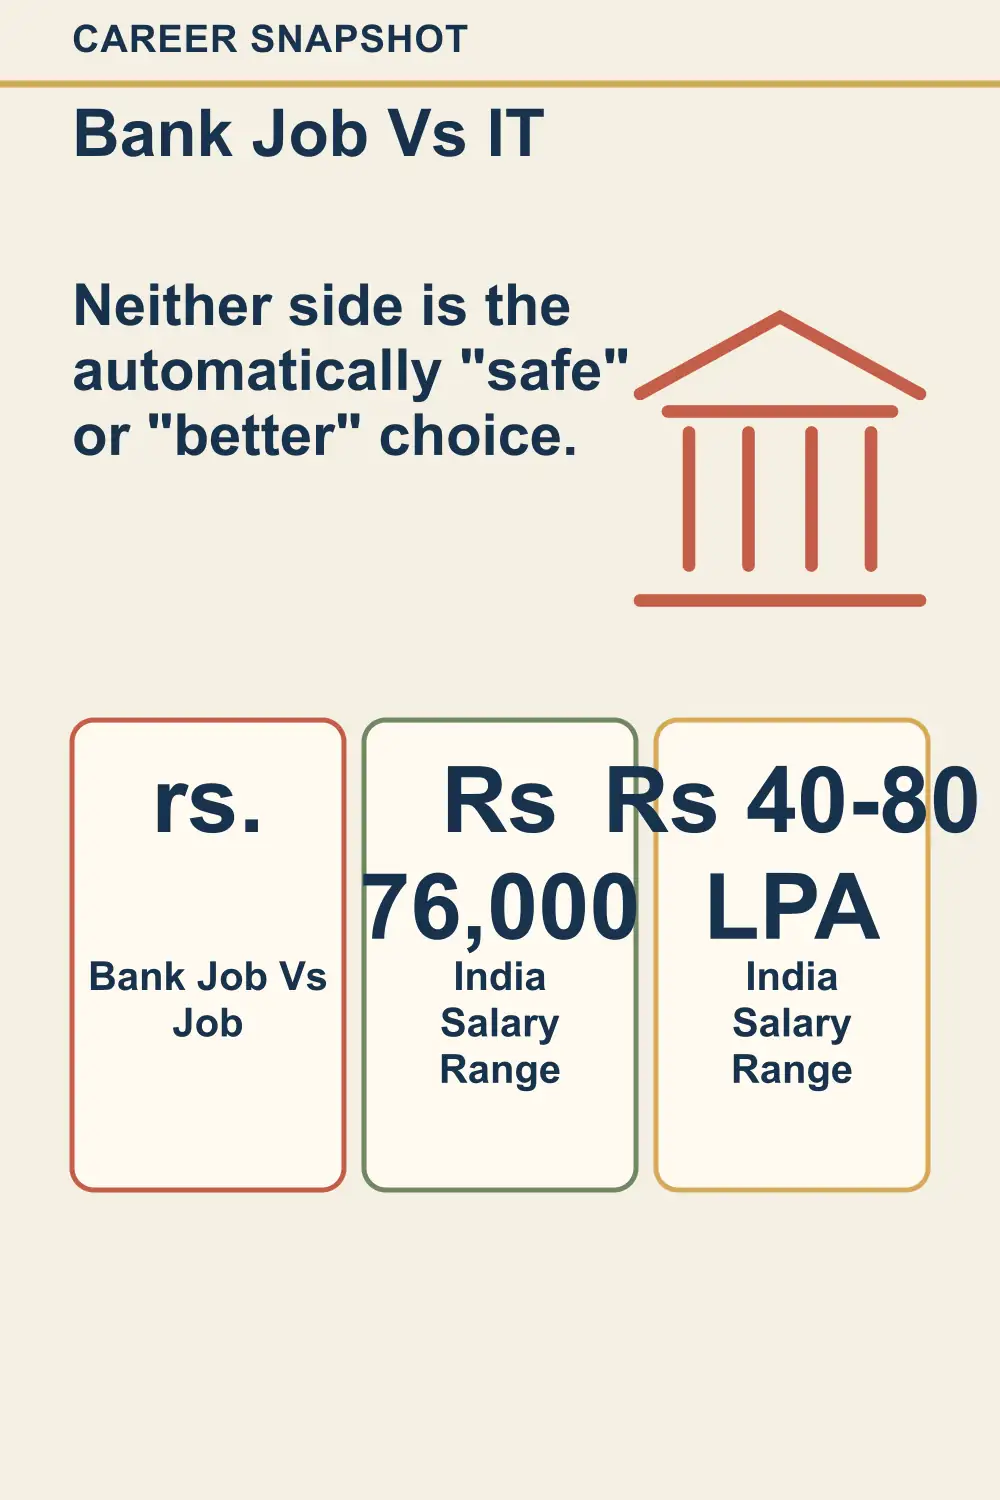 CAREER SNAPSHOT
Bank Job Vs IT
Neither side is the
automatically "safe"
or "better" choice.
rs.
Bank Job Vs
Job
Rs
76,000
India
Salary
Range
Rs 40-80
LPA
India
Salary
Range